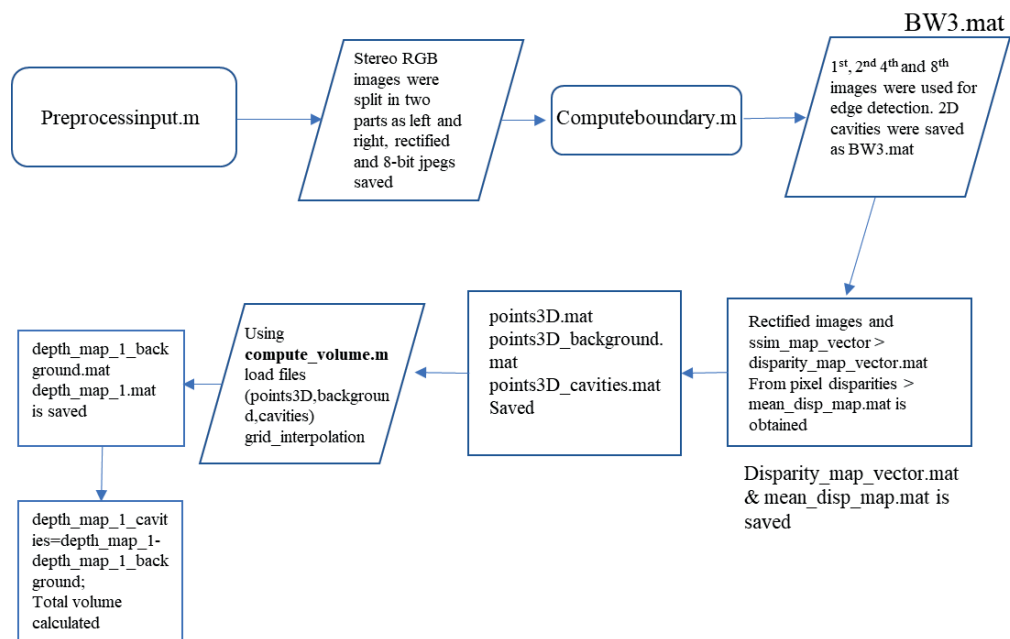 BW3.mat
Preprocessinput.m
Stereo RGB
images were
split in two
parts as left and
right, rectified
and 8-bit jpegs
saved
Computeboundary.m
1st, 2nd 4th and 8th
images were used for
edge detection. 2D
cavities were saved
as BW3.mat
Rectified images and
ssim_map_vector >
disparity_map_vector.mat
From pixel disparities >
mean_disp_map.mat is
obtained
Disparity_map_vector.mat
& mean_disp_map.mat is
saved
points3D.mat
points3D_background.
mat
points3D_cavities.mat
Saved
Using
compute_volume.m
load files
(points3D,backgroun
d,cavities)
grid_interpolation
depth_map_1_back
ground.mat
depth_map_1.mat
is saved
depth_map_1_cavit
ies=depth_map_1-
depth_map_1_back
ground;
Total volume
calculated